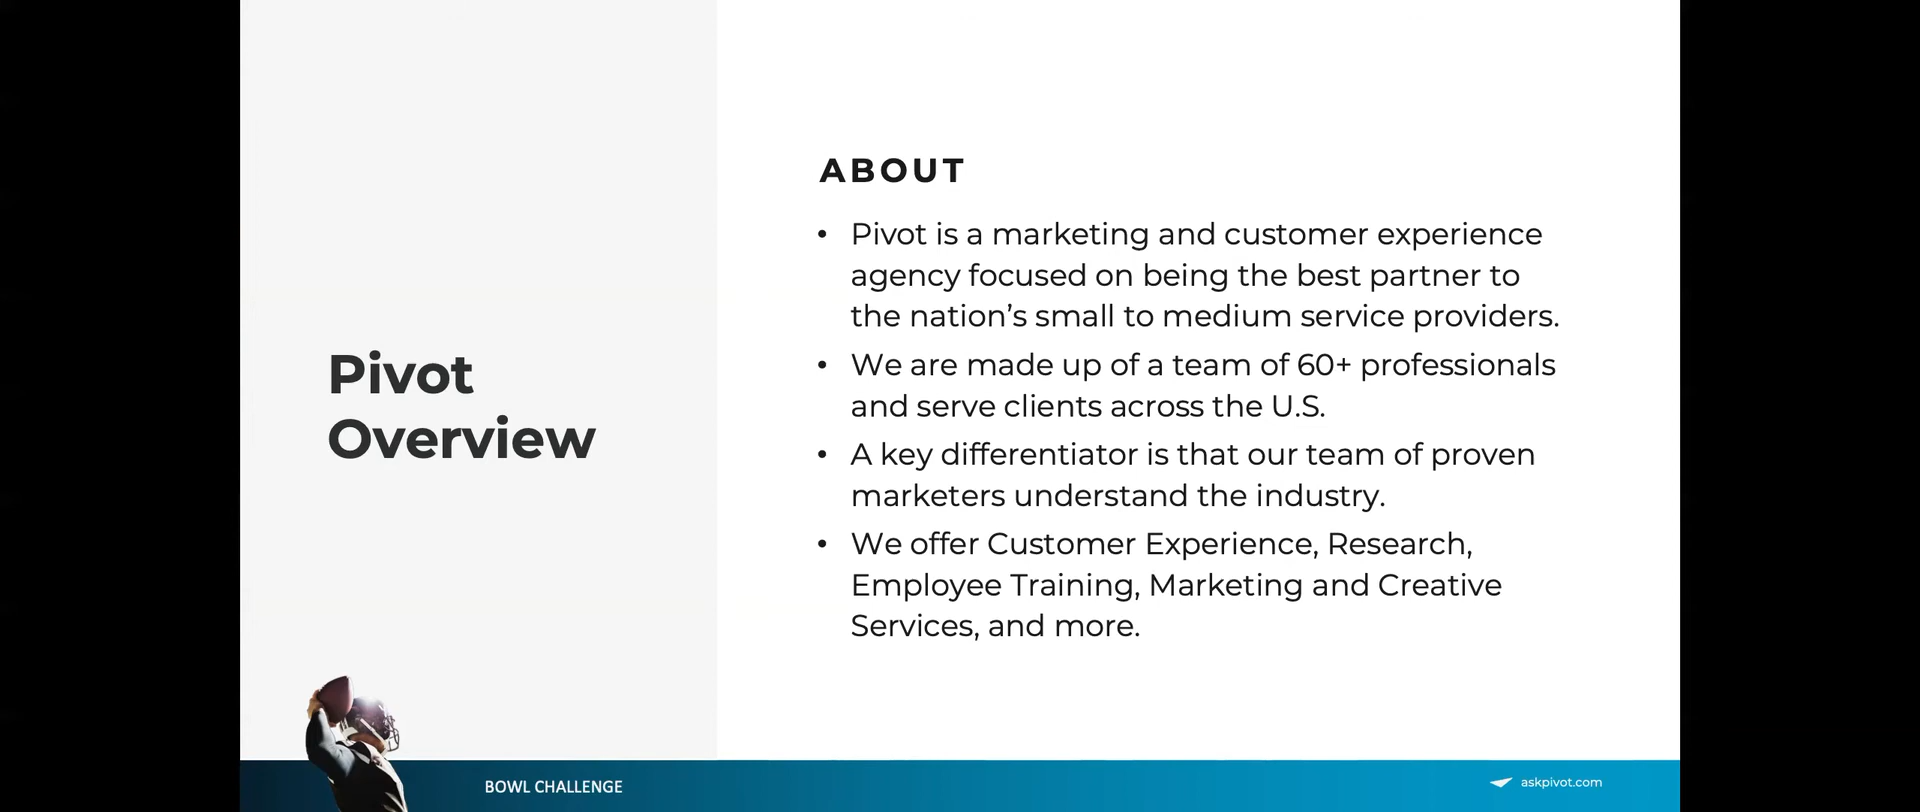 Pivot
Overview
ABOUT
• Pivot is a marketing and customer experience
agency focused on being the best partner to
the nation’s small to medium service providers.
• We are made up of a team of 60+ professionals
and serve clients across the U.S.
• A key differentiator is that our team of proven
marketers understand the industry.
• We offer Customer Experience, Research,
Employee Training, Marketing and Creative
Services, and more.
BOWL CHALLENGE
askpivot.com